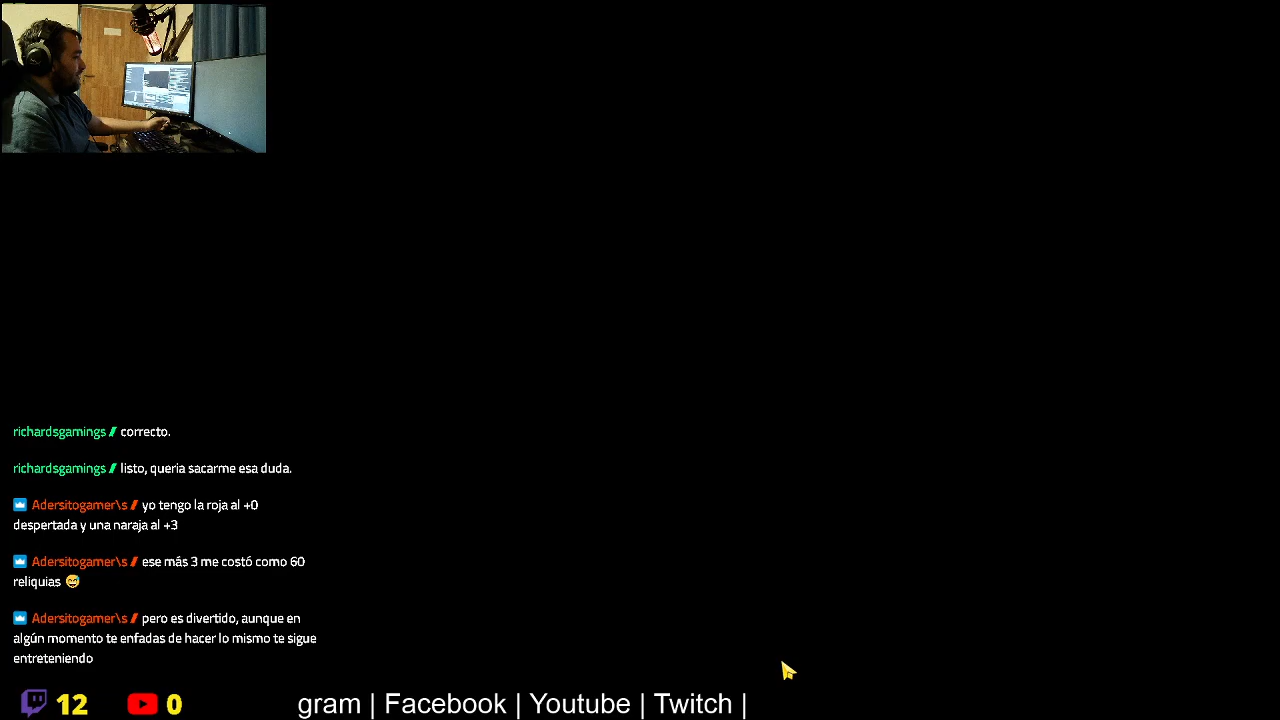 richardsgamings // correcto.
richardsgamings // listo, queria sacarme esa duda.
Adersitogamer\s // yo tengo la roja al +0
despertada y una naraja al +3
Adersitogamer\s // ese más 3 me costó como 60
reliquias 😅
Adersitogamer\s // pero es divertido, aunque en
algún momento te enfadas de hacer lo mismo te sigue
entreteniendo
12 0 gram | Facebook | Youtube | Twitch |